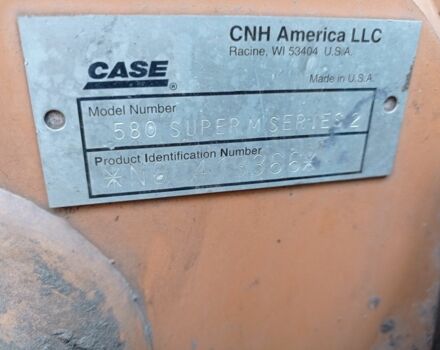 CNH America LLC
Racine, WI 53404 U.S.A.
CASE®
Made in U.S.A.
Model Number
580 SUPER M SERIES 2
Product Identification Number